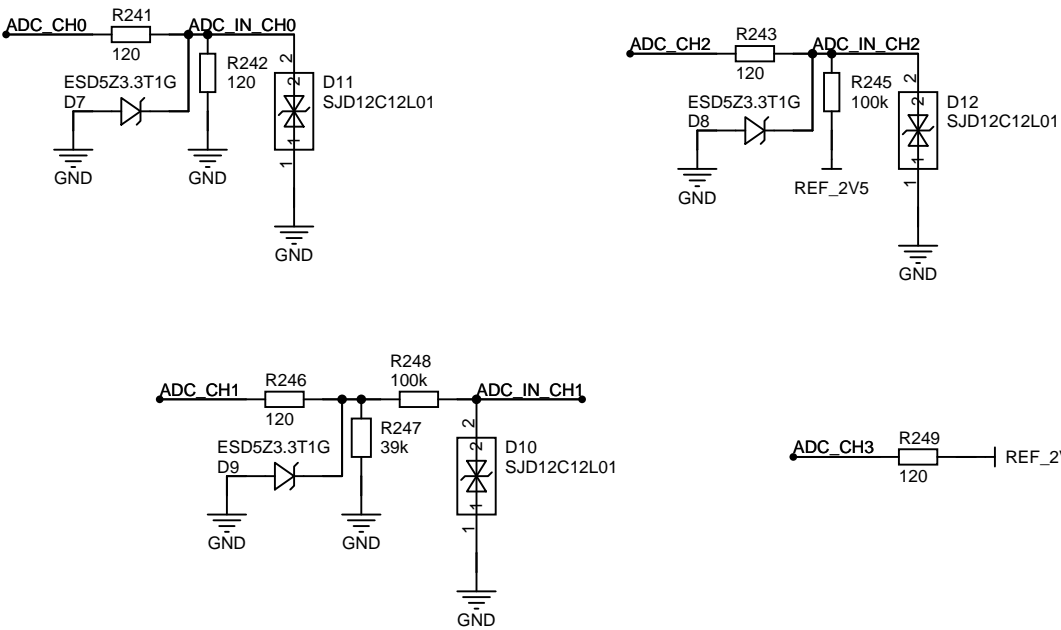 R241
ADC_CH0
ADC_IN_CH0
120
R242
120
ESD5Z3.3T1G
D7
2
2
D11
SJD12C12L01
1
1
GND
GND
GND
R243
ADC_CH2
ADC_IN_CH2
120
R245
100k
ESD5Z3.3T1G
D8
2
2
D12
SJD12C12L01
1
1
GND
REF_2V5
GND
R246
ADC_CH1
R248
100k
ADC_IN_CH1
120
R247
39k
ESD5Z3.3T1G
D9
2
2
D10
SJD12C12L01
1
1
GND
GND
GND
R249
ADC_CH3
REF_2
120